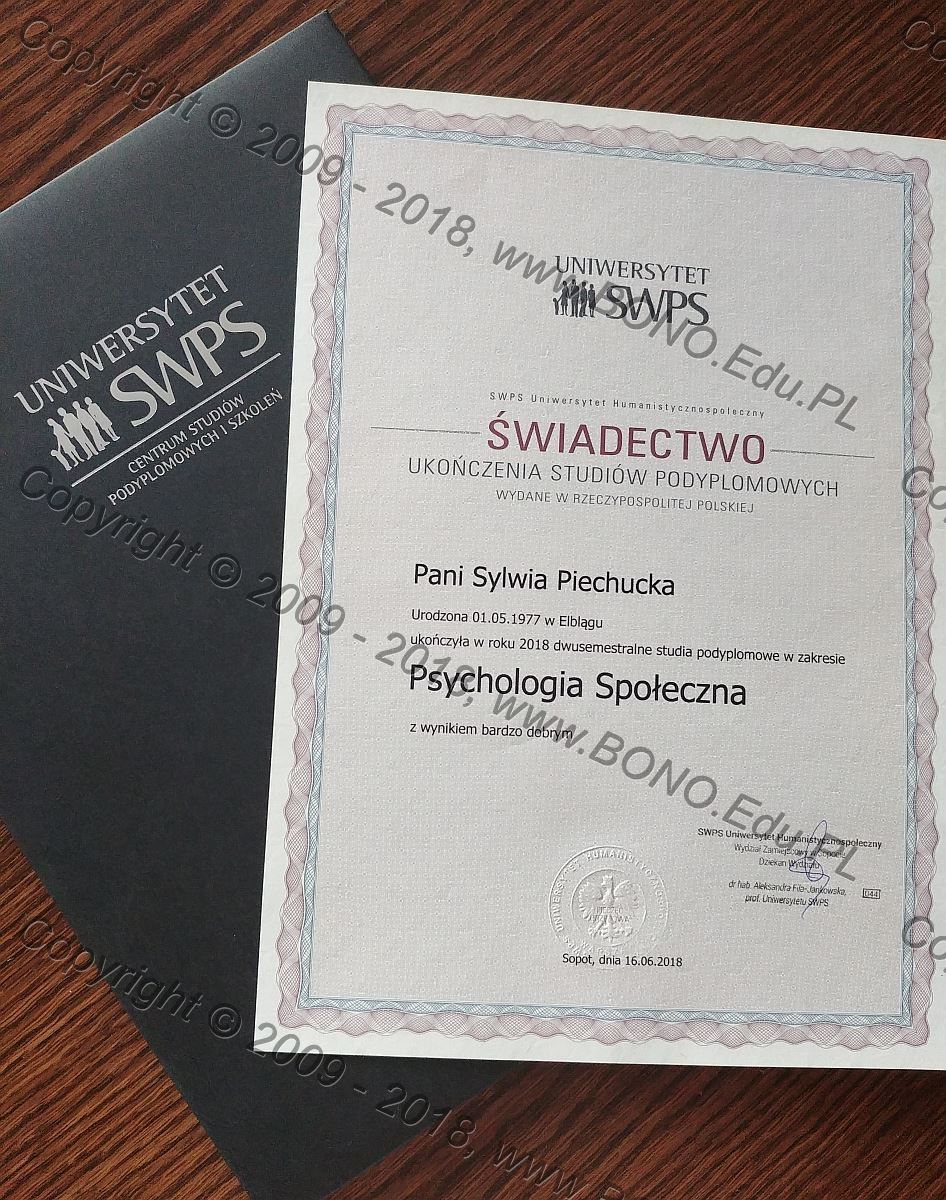 UNIWERSYTET
SWPS
CENTRUM STUDIÓW
PODYPLOMOWYCH I SZKOLEŃ
UNIWERSYTET
SWPS
SWPS Uniwersytet Humanistycznospołeczny
ŚWIADECTWO
UKOŃCZENIA STUDIÓW PODYPLOMOWYCH
WYDANE W RZECZYPOSPOLITEJ POLSKIEJ
Pani Sylwia Piechucka
Urodzona 01.05.1977 w Elblągu
ukończyła w roku 2018 dwusemestralne studia podyplomowe w zakresie
Psychologia Społeczna
z wynikiem bardzo dobrym
SWPS Uniwersytet Humanistycznospołeczny
Wydział Zamiejscowy w Sopocie
Dziekan Wydziału
dr hab. Aleksandra Fila-Jankowska,
prof. Uniwersytetu SWPS
044
Sopot, dnia 16.06.2018
Copyright © 2009 - 2018, www.BONO.Edu.PL
Copyright © 2009 - 2018, www.BONO.Edu.PL
Copyright © 2009 - 2018, www.BONO